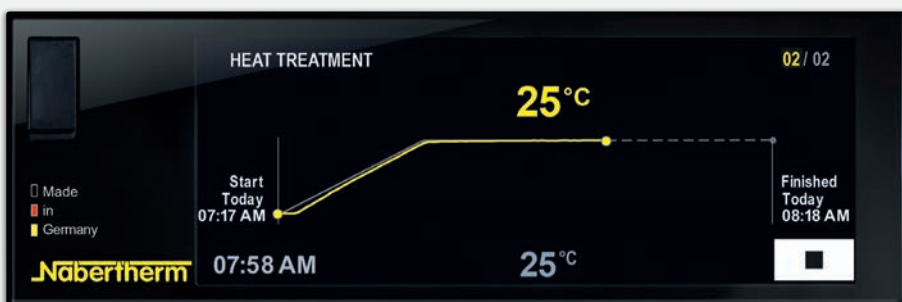 HEAT TREATMENT
02 / 02
25 °C
Start
Today
07:17 AM
Finished
Today
08:18 AM
Made
in
Germany
Nabertherm
07:58 AM
25 °C